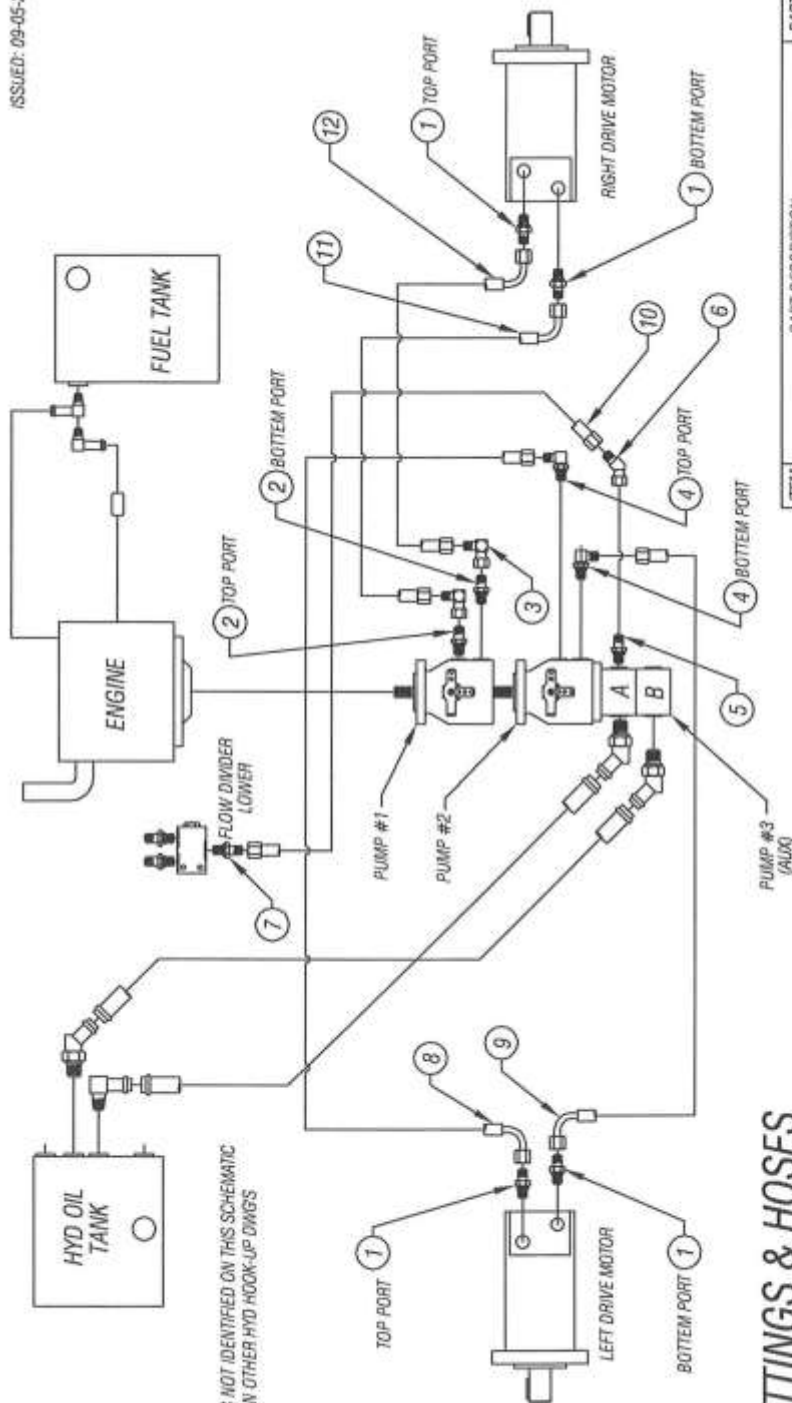 ISSUED: 09-05-
HYD OIL
TANK
ENGINE
FUEL TANK
FLOW DIVIDER
LOWER
7
2 TOP PORT
2 BOTTEM PORT
11
12
1 TOP PORT
RIGHT DRIVE MOTOR
1 BOTTEM PORT
NOT IDENTIFIED ON THIS SCHEMATIC
OTHER HYD HOOK-UP DWG'S
PUMP #1
PUMP #2
3
10
6
4 TOP PORT
4 BOTTEM PORT
A
B
5
PUMP #3
(AUX)
8
9
TOP PORT 1
LEFT DRIVE MOTOR
BOTTEM PORT 1
TTINGS & HOSES